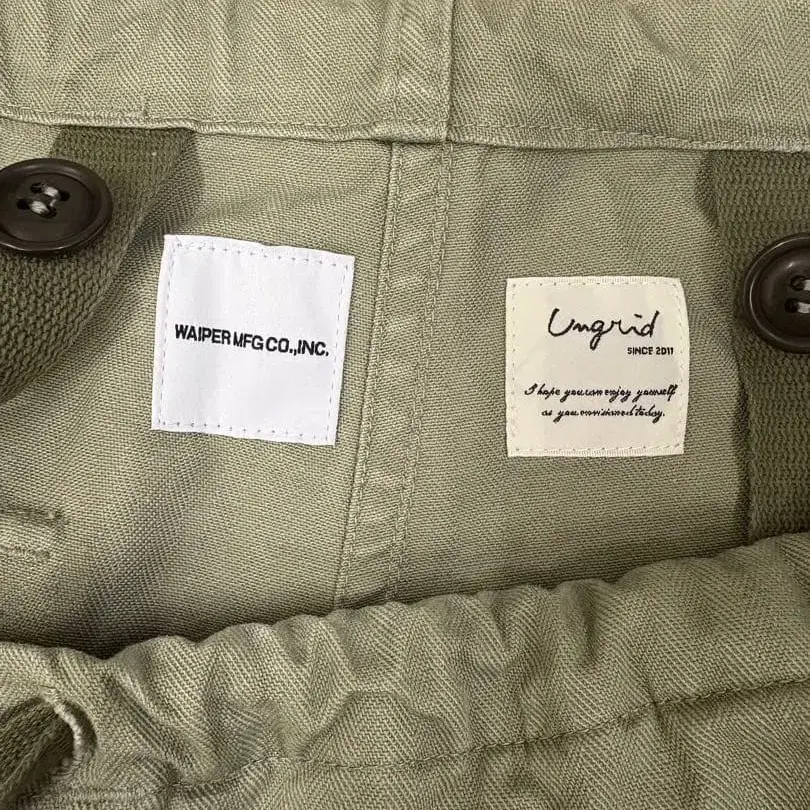 WAIPER MFG CO.,INC.
Ungrid
SINCE 2011
I hope you can enjoy yourself
as you envisioned today.